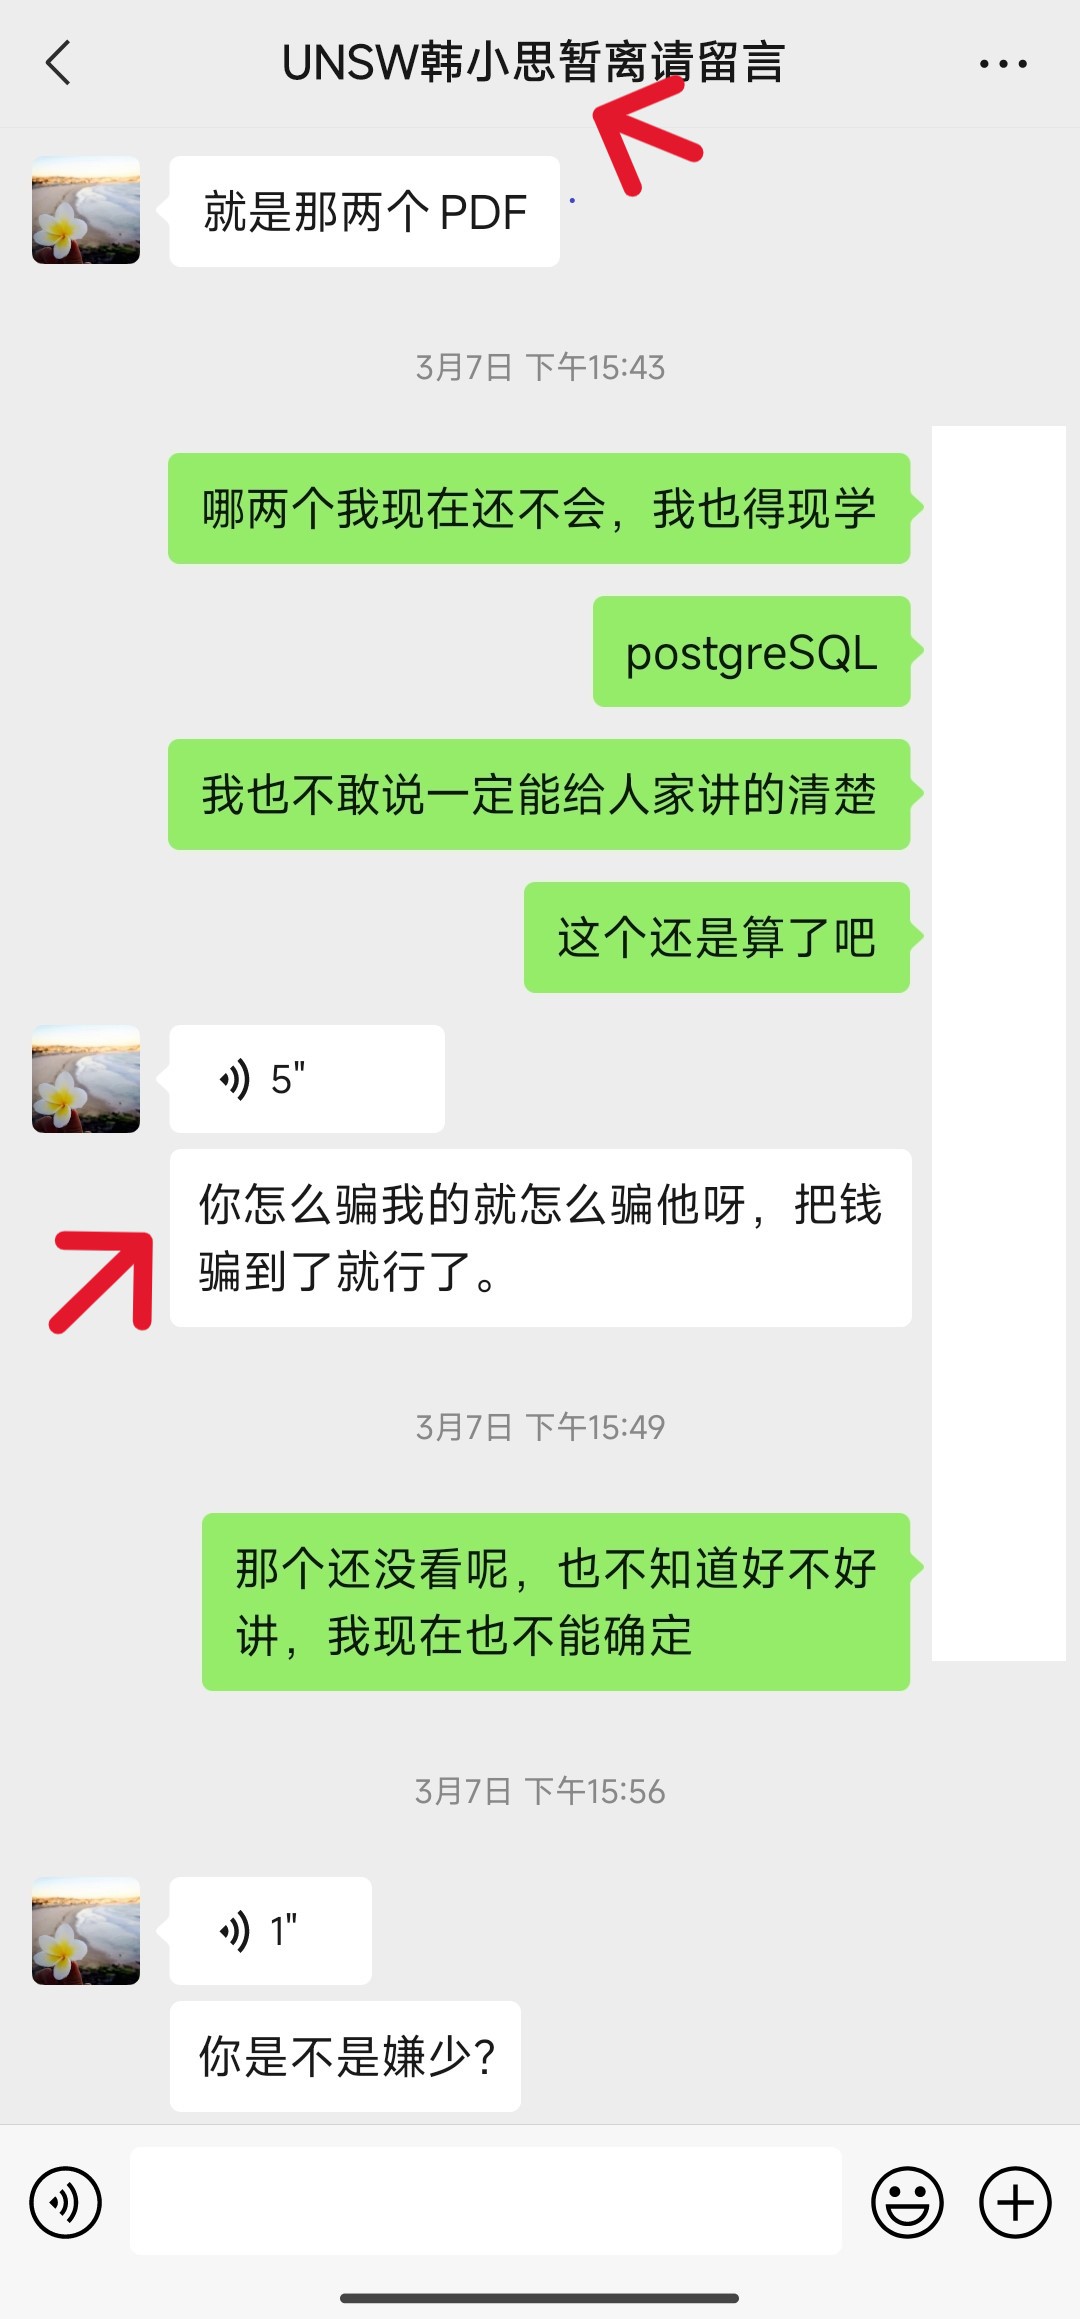 UNSW韩小思暂离请留言
就是那两个PDF
3月7日 下午15:43
哪两个我现在还不会，我也得现学
postgreSQL
我也不敢说一定能给人家讲的清楚
这个还是算了吧
5"
你怎么骗我的就怎么骗他呀，把钱
骗到了就行了。
3月7日 下午15:49
那个还没看呢，也不知道好不好
讲，我现在也不能确定
3月7日 下午15:56
1"
你是不是嫌少？